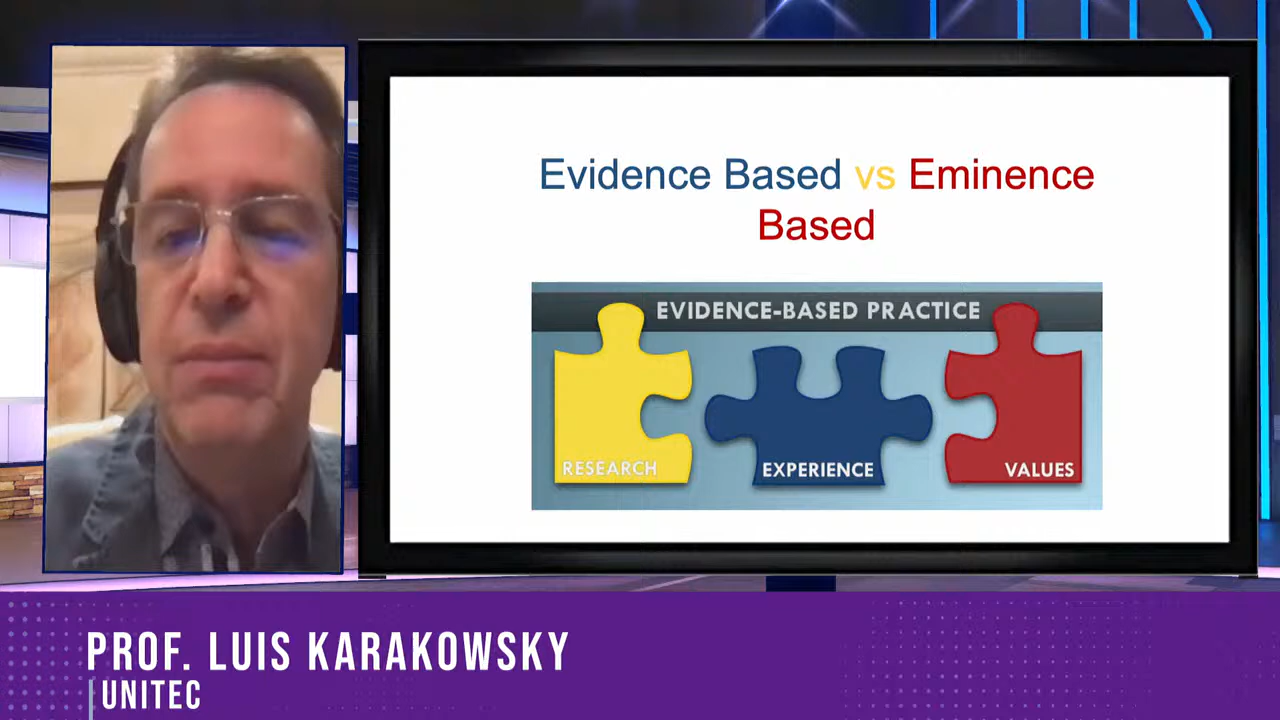 Evidence Based vs Eminence
Based
EVIDENCE-BASED PRACTICE
RESEARCH
EXPERIENCE
VALUES
PROF. LUIS KARAKOWSKY
UNITEC